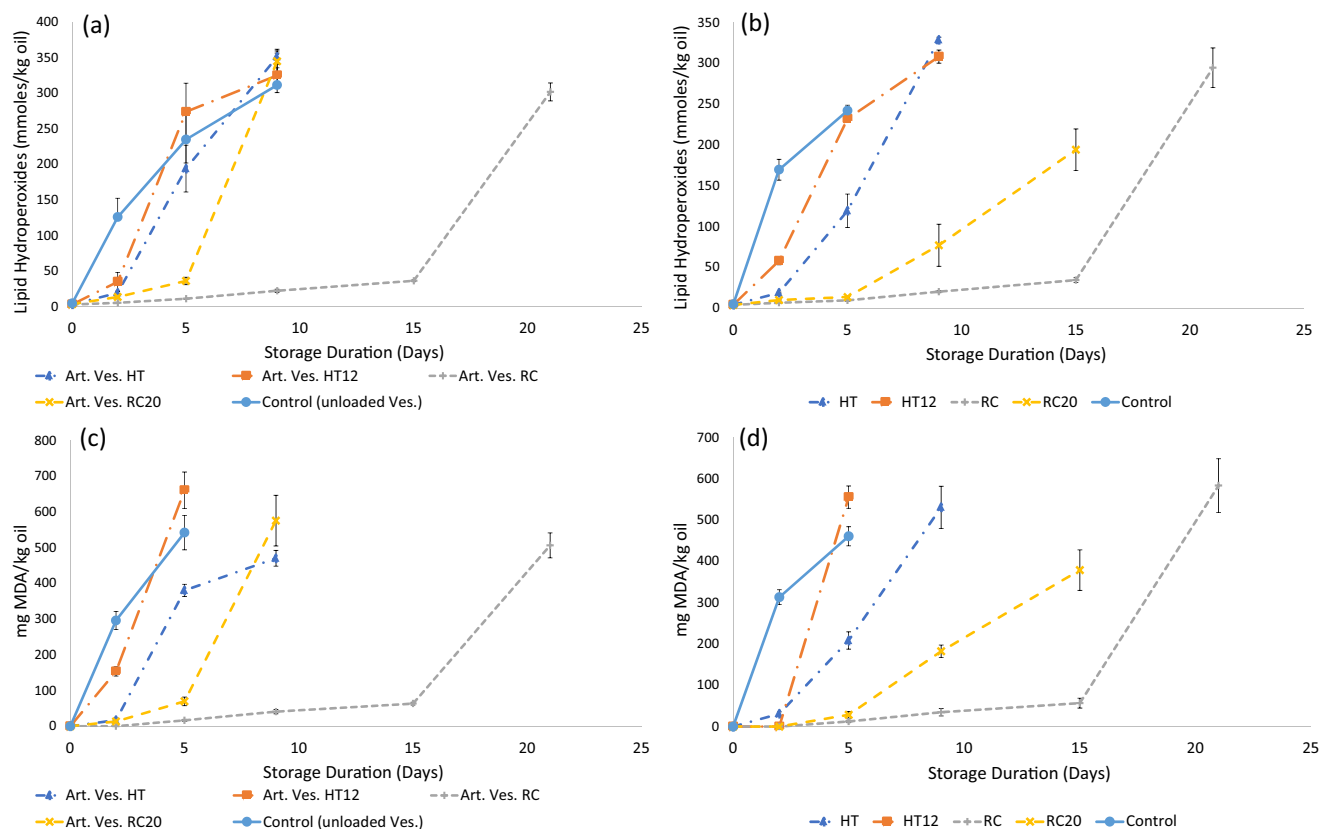 (a)
Lipid Hydroperoxides (mmoles/kg oil)
400
350
300
250
200
150
100
50
0
0 5 10 15 20 25
Storage Duration (Days)
Art. Ves. HT Art. Ves. HT12 Art. Ves. RC
Art. Ves. RC20 Control (unloaded Ves.)
(b)
Lipid Hydroperoxides (mmoles/kg oil)
350
300
250
200
150
100
50
0
0 5 10 15 20 25
Storage Duration (Days)
HT HT12 RC RC20 Control
(c)
mg MDA/kg oil
800
700
600
500
400
300
200
100
0
0 5 10 15 20 25
Storage Duration (Days)
Art. Ves. HT Art. Ves. HT12 Art. Ves. RC
Art. Ves. RC20 Control (unloaded Ves.)
(d)
mg MDA/kg oil
700
600
500
400
300
200
100
0
0 5 10 15 20 25
Storage Duration (Days)
HT HT12 RC RC20 Control